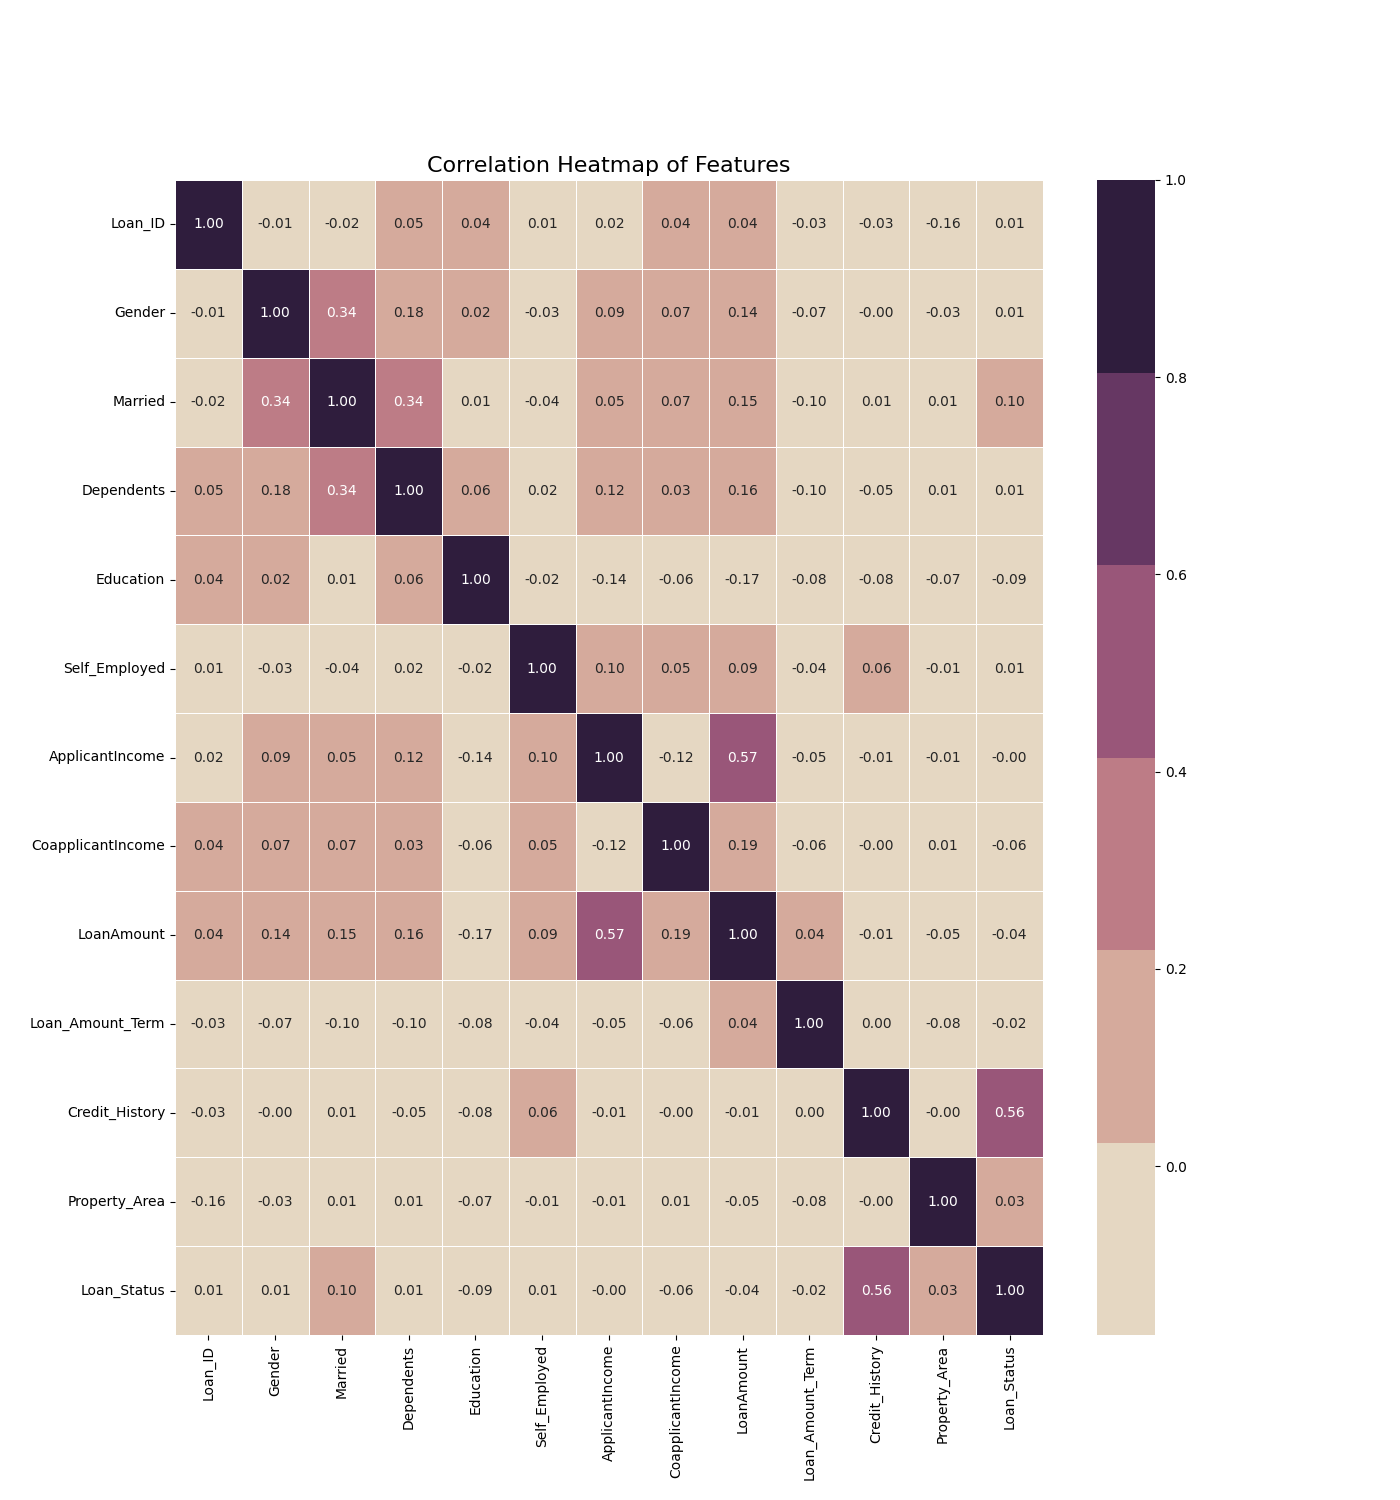 Correlation Heatmap of Features
Loan_ID 1.00 -0.01 -0.02 0.05 0.04 0.01 0.02 0.04 0.04 -0.03 -0.03 -0.16 0.01
Gender -0.01 1.00 0.34 0.18 0.02 -0.03 0.09 0.07 0.14 -0.07 -0.00 -0.03 0.01
Married -0.02 0.34 1.00 0.34 0.01 -0.04 0.05 0.07 0.15 -0.10 0.01 0.01 0.10
Dependents 0.05 0.18 0.34 1.00 0.06 0.02 0.12 0.03 0.16 -0.10 -0.05 0.01 0.01
Education 0.04 0.02 0.01 0.06 1.00 -0.02 -0.14 -0.06 -0.17 -0.08 -0.08 -0.07 -0.09
Self_Employed 0.01 -0.03 -0.04 0.02 -0.02 1.00 0.10 0.05 0.09 -0.04 0.06 -0.01 0.01
ApplicantIncome 0.02 0.09 0.05 0.12 -0.14 0.10 1.00 -0.12 0.57 -0.05 -0.01 -0.01 -0.00
CoapplicantIncome 0.04 0.07 0.07 0.03 -0.06 0.05 -0.12 1.00 0.19 -0.06 -0.00 0.01 -0.06
LoanAmount 0.04 0.14 0.15 0.16 -0.17 0.09 0.57 0.19 1.00 0.04 -0.01 -0.05 -0.04
Loan_Amount_Term -0.03 -0.07 -0.10 -0.10 -0.08 -0.04 -0.05 -0.06 0.04 1.00 0.00 -0.08 -0.02
Credit_History -0.03 -0.00 0.01 -0.05 -0.08 0.06 -0.01 -0.00 -0.01 0.00 1.00 -0.00 0.56
Property_Area -0.16 -0.03 0.01 0.01 -0.07 -0.01 -0.01 0.01 -0.05 -0.08 -0.00 1.00 0.03
Loan_Status 0.01 0.01 0.10 0.01 -0.09 0.01 -0.00 -0.06 -0.04 -0.02 0.56 0.03 1.00
Loan_ID
Gender
Married
Dependents
Education
Self_Employed
ApplicantIncome
CoapplicantIncome
LoanAmount
Loan_Amount_Term
Credit_History
Property_Area
Loan_Status
1.0
0.8
0.6
0.4
0.2
0.0